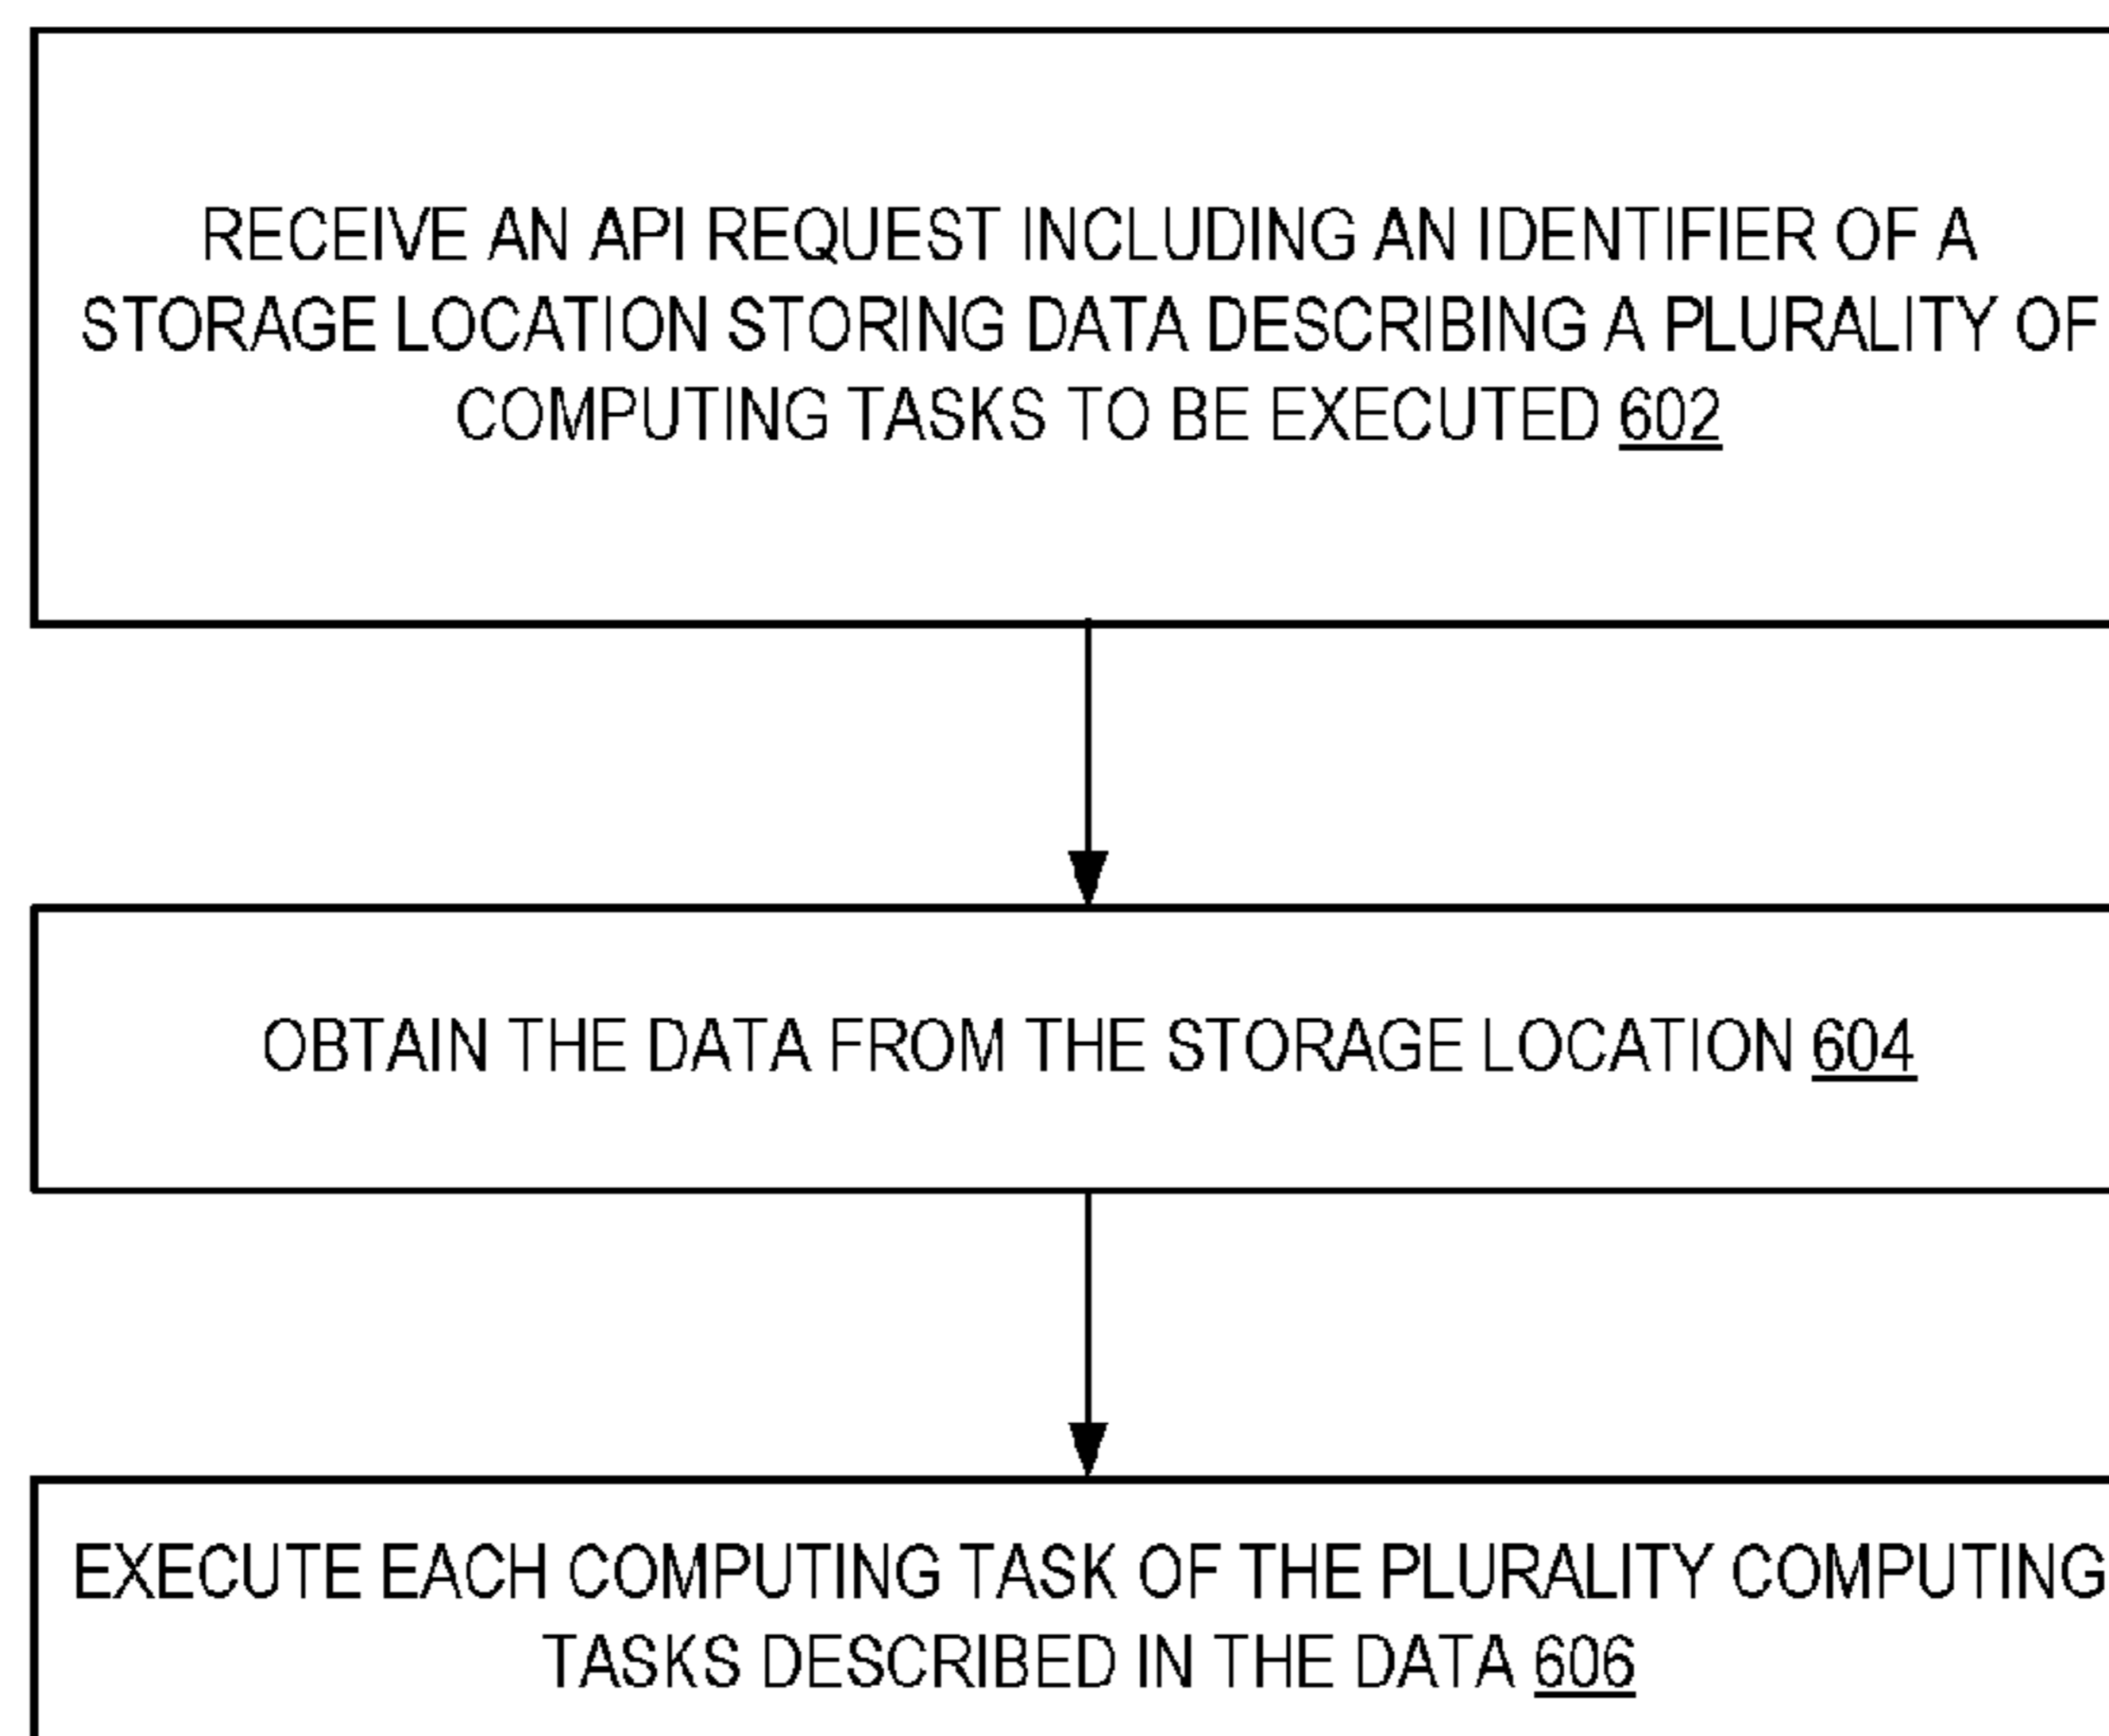 RECEIVE AN API REQUEST INCLUDING AN IDENTIFIER OF A
STORAGE LOCATION STORING DATA DESCRIBING A PLURALITY OF
COMPUTING TASKS TO BE EXECUTED 602
OBTAIN THE DATA FROM THE STORAGE LOCATION 604
EXECUTE EACH COMPUTING TASK OF THE PLURALITY COMPUTING
TASKS DESCRIBED IN THE DATA 606